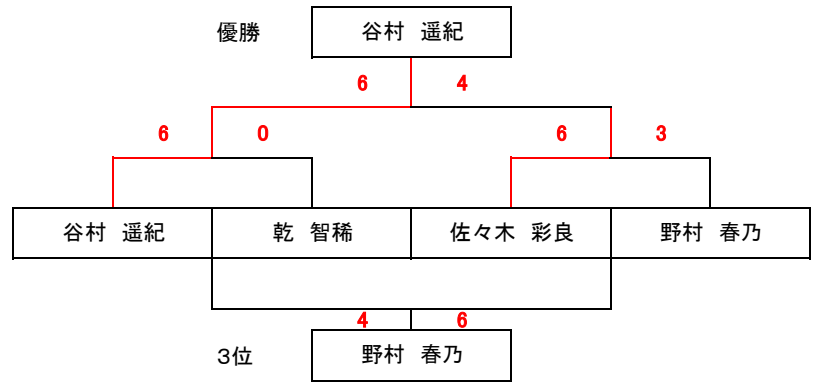 優勝 谷村 遥紀
6 4
6 0 6 3
谷村 遥紀 乾 智稀 佐々木 彩良 野村 春乃
4 6
3位 野村 春乃